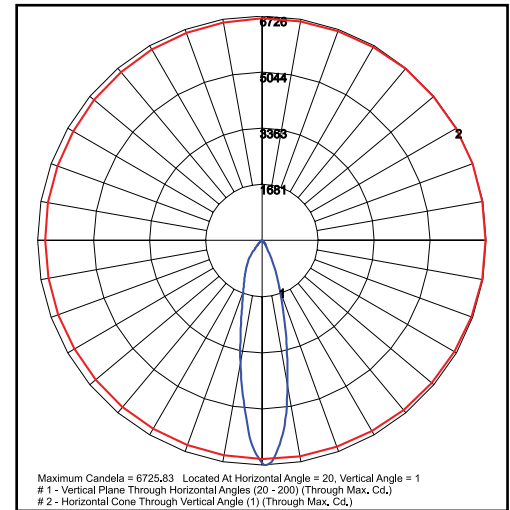 6726
5044
3363
2
1681
1
Maximum Candela = 6725.83 Located At Horizontal Angle = 20, Vertical Angle = 1
# 1 - Vertical Plane Through Horizontal Angles (20 - 200) (Through Max. Cd.)
# 2 - Horizontal Cone Through Vertical Angle (1) (Through Max. Cd.)